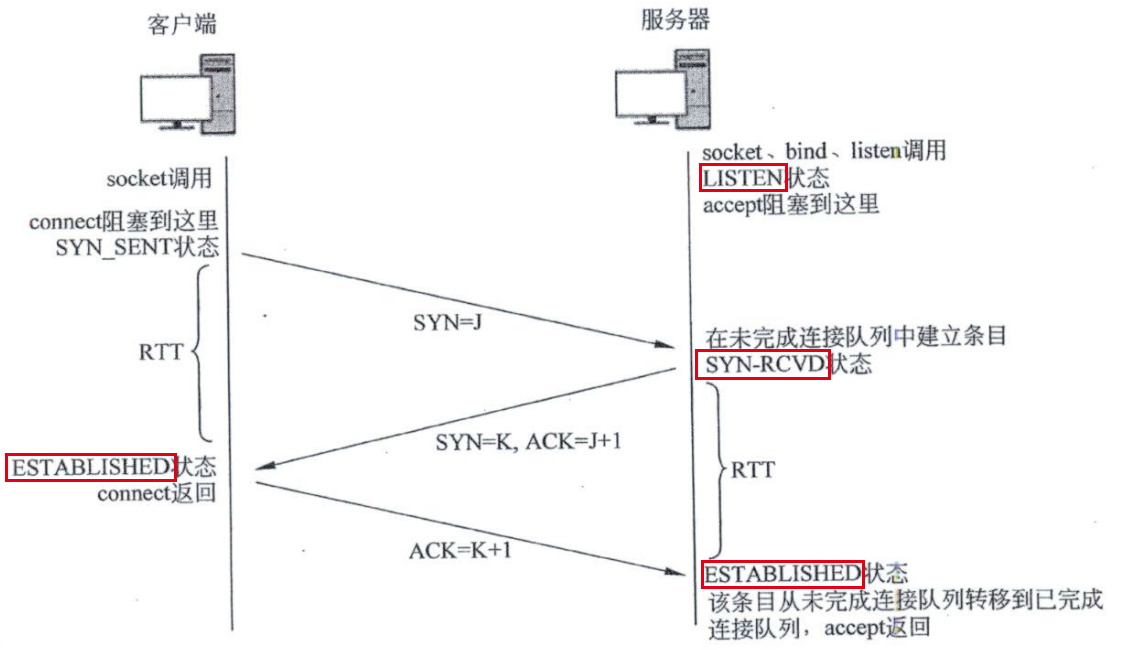 客户端
服务器
socket、bind、listen调用
LISTEN状态
accept阻塞到这里
socket调用
connect阻塞到这里
SYN_SENT状态
SYN=J
RTT
在未完成连接队列中建立条目
SYN-RCVD状态
SYN=K, ACK=J+1
ESTABLISHED状态
connect返回
RTT
ACK=K+1
ESTABLISHED状态
该条目从未完成连接队列转移到已完成
连接队列，accept返回